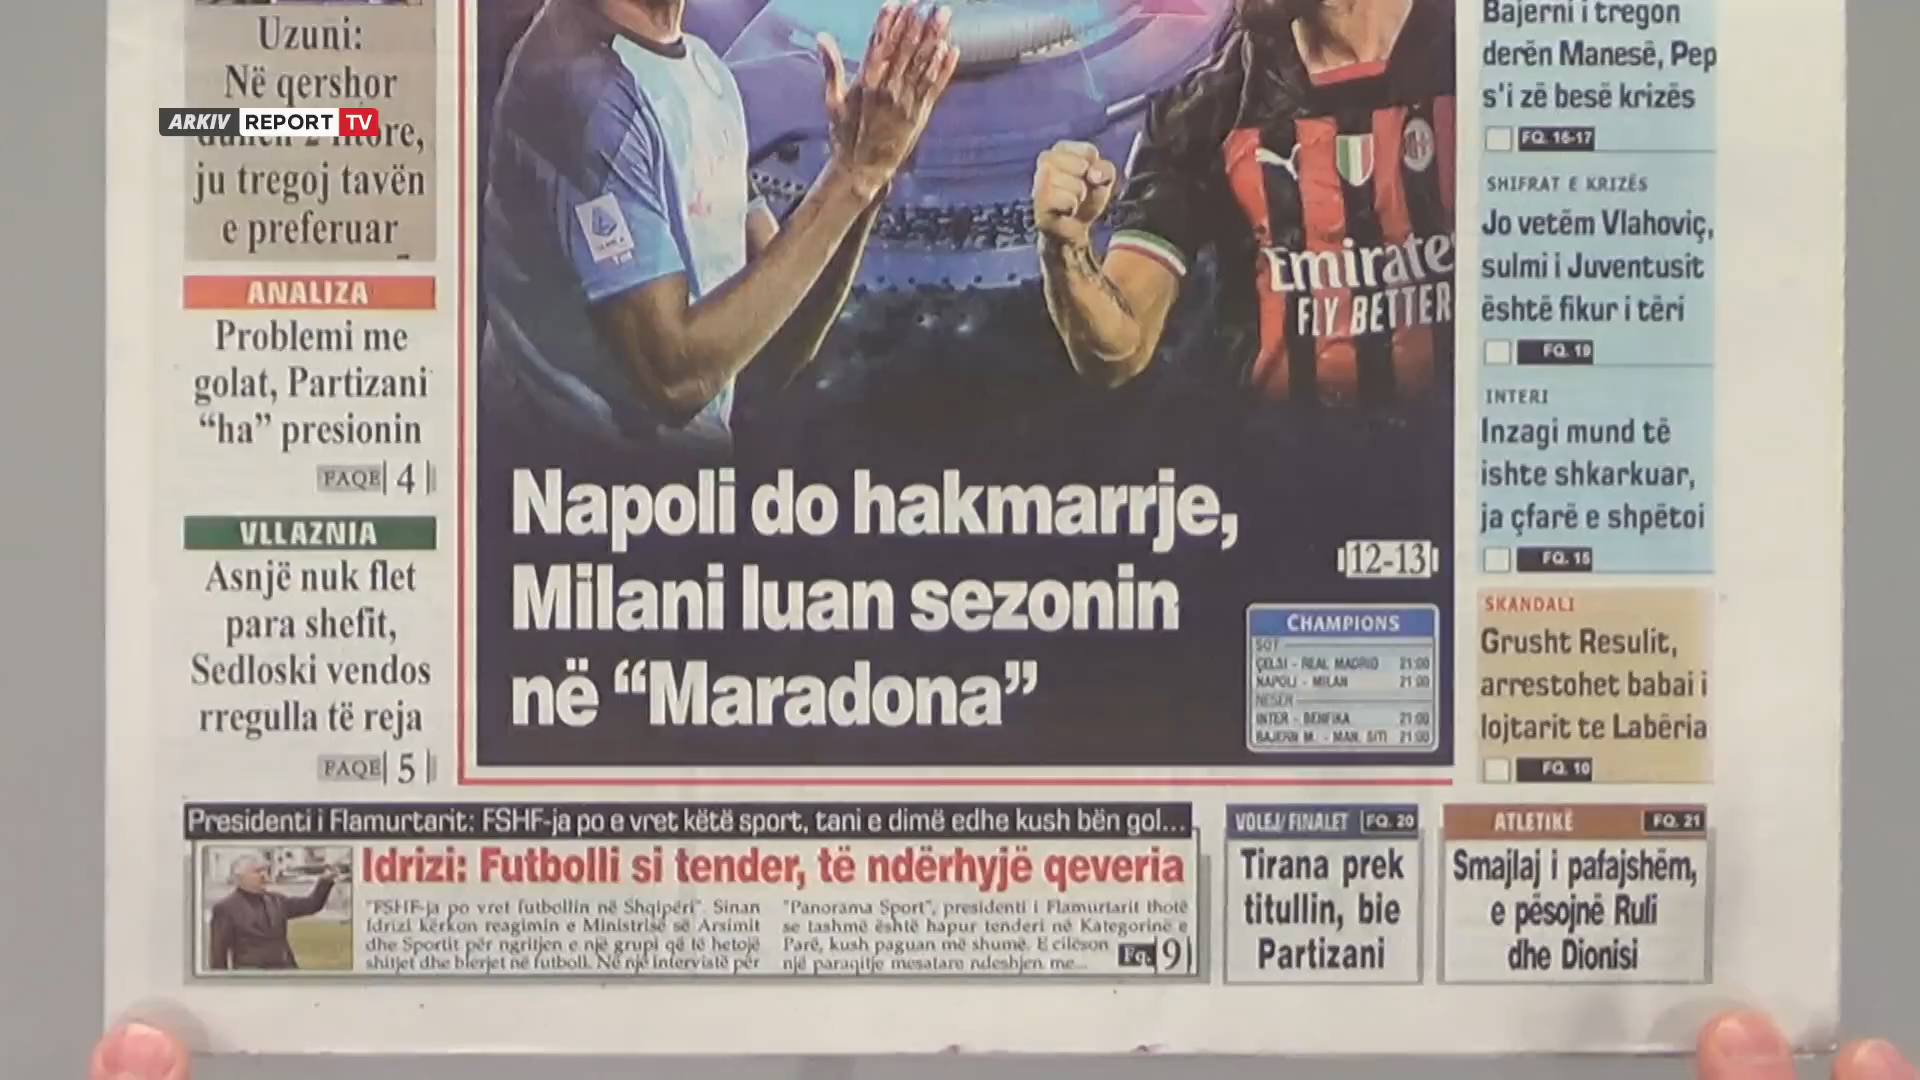 Uzuni:
Në qershor
ARKIV REPORT TV
ju tregoj tavën
e preferuar
ANALIZA
Problemi me
golat, Partizani
“ha” presionin
FAQE 4
VLLAZNIA
Asnjë nuk flet
para shefit,
Sedloski vendos
rregulla të reja
FAQE 5
Emirate
FLY BETTER
Napoli do hakmarrje,
Milani luan sezonin
në “Maradona”
12-13
CHAMPIONS
SOT
ÇELSI - REAL MADRID 21:00
NAPOLI - MILAN 21:00
NESËR
INTER - BENFIKA 21:00
BAJERN M. - MAN. SITI 21:00
Bajerni i tregon
derën Manesë, Pep
s'i zë besë krizës
FQ. 16-17
SHIFRAT E KRIZËS
Jo vetëm Vlahoviç,
sulmi i Juventusit
është fikur i tëri
FQ. 19
INTERI
Inzagi mund të
ishte shkarkuar,
ja çfarë e shpëtoi
FQ. 15
SKANDALI
Grusht Resulit,
arrestohet babai i
lojtarit te Labëria
FQ. 10
Presidenti i Flamurtarit: FSHF-ja po e vret këtë sport, tani e dimë edhe kush bën gol...
Idrizi: Futbolli si tender, të ndërhyjë qeveria
"FSHF-ja po vret futbollin në Shqipëri". Sinan
Idrizi kërkon reagimin e Ministrisë së Arsimit
dhe Sportit për ngritjen e një grupi që të hetojë
shitjet dhe blerjet në futboll. Në një intervistë për
"Panorama Sport", presidenti i Flamurtarit thotë
se tashmë është hapur tenderi në Kategorinë e
Parë, kush paguan më shumë. E cilëson
një paraqitje mesatare ndeshjen me...
9
VOLEJ/FINALET FQ. 20
Tirana prek
titullin, bie
Partizani
ATLETIKË FQ. 21
Smajlaj i pafajshëm,
e pësojnë Ruli
dhe Dionisi